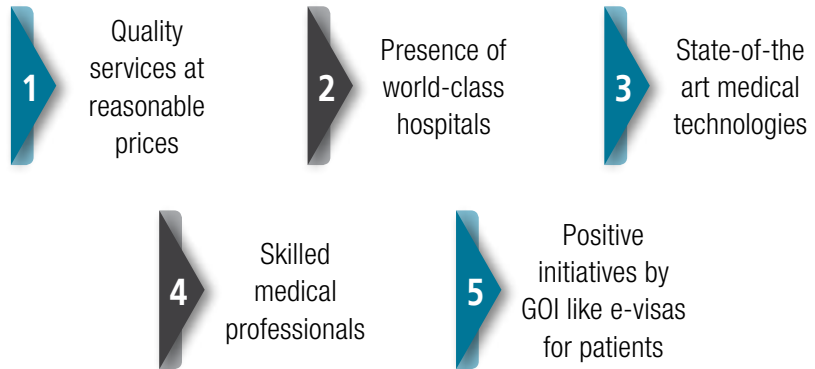 1
Quality
services at
reasonable
prices
2
Presence of
world-class
hospitals
3
State-of-the
art medical
technologies
4
Skilled
medical
professionals
5
Positive
initiatives by
GOI like e-visas
for patients